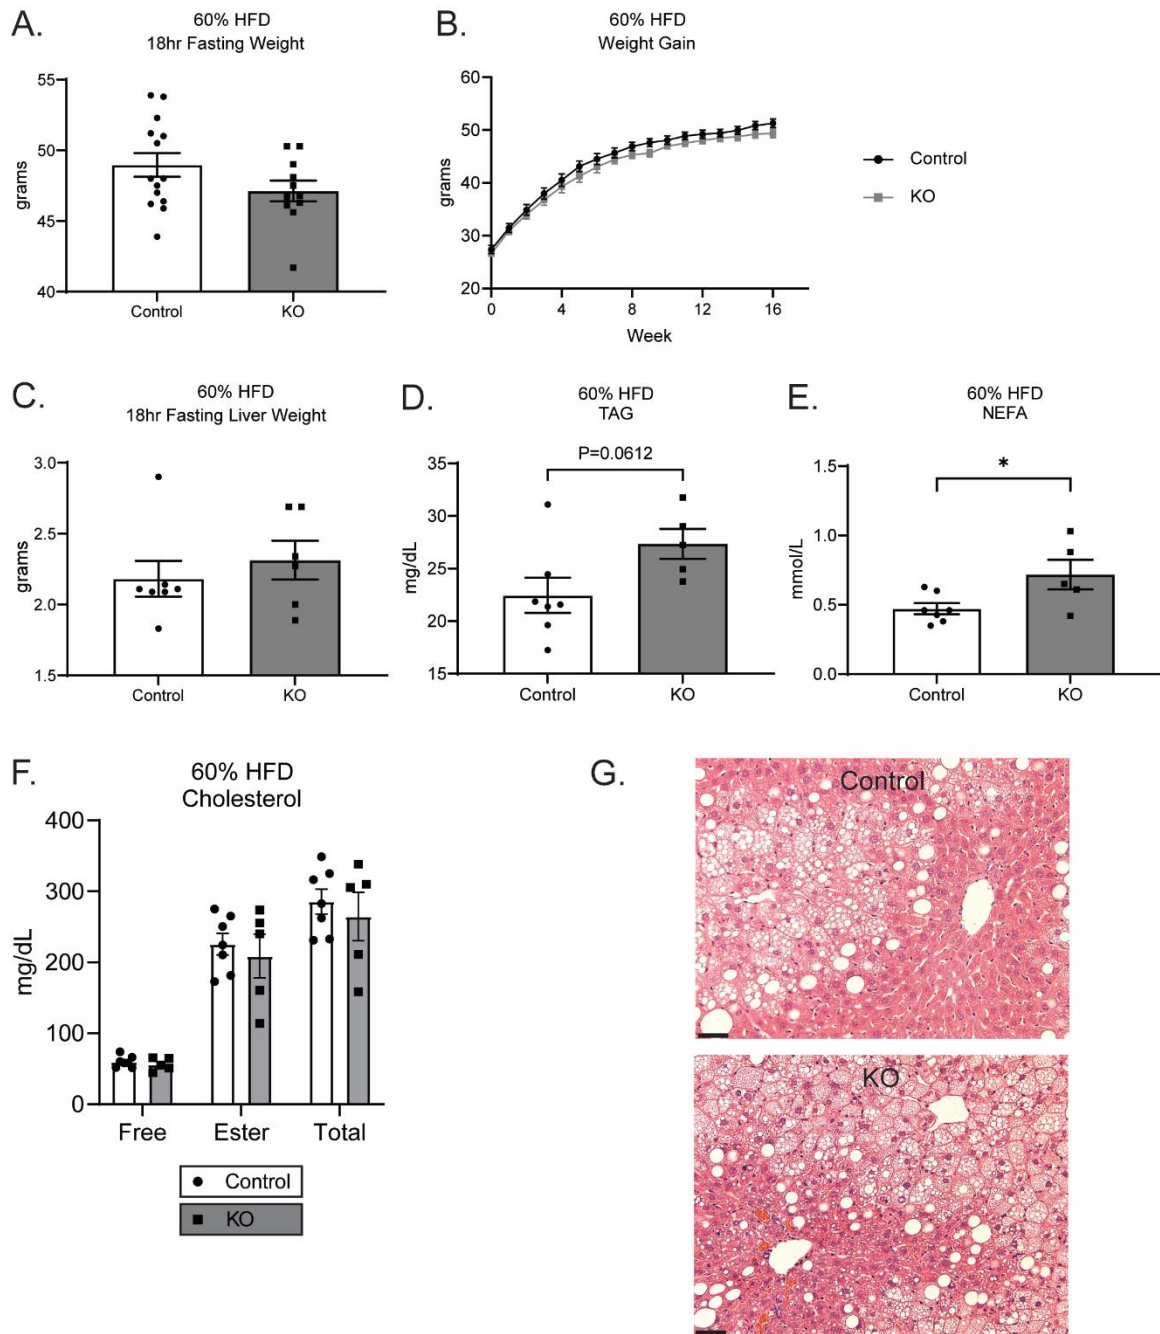 A.
60% HFD
18hr Fasting Weight
55
50
45
40
grams
Control
KO
B.
60% HFD
Weight Gain
60
50
40
30
20
grams
0
4
8
12
16
Week
Control
KO
C.
60% HFD
18hr Fasting Liver Weight
3.0
2.5
2.0
1.5
grams
Control
KO
D.
60% HFD
TAG
P=0.0612
35
30
25
20
15
mg/dL
Control
KO
E.
60% HFD
NEFA
*
1.5
1.0
0.5
0.0
mmol/L
Control
KO
F.
60% HFD
Cholesterol
400
300
200
100
0
mg/dL
Free
Ester
Total
Control
KO
G.
Control
KO